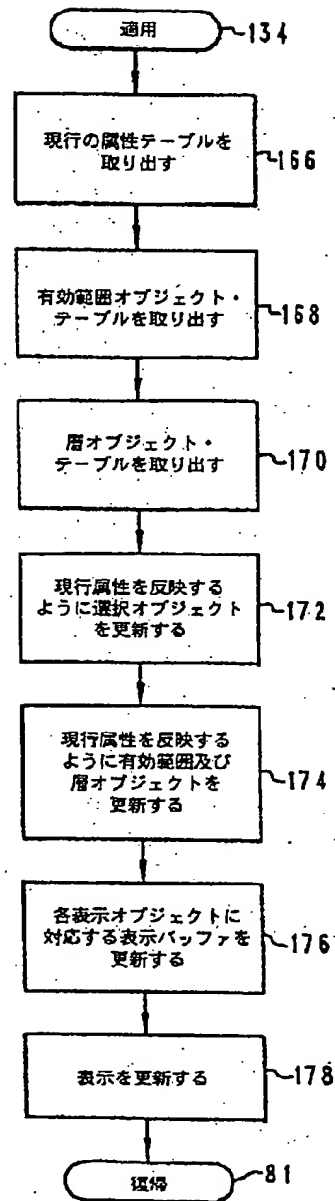 適用
134
現行の属性テーブルを
取り出す
166
有効範囲オブジェクト・
テーブルを取り出す
168
層オブジェクト・
テーブルを取り出す
170
現行属性を反映する
ように選択オブジェクト
を更新する
172
現行属性を反映する
ように有効範囲及び
層オブジェクトを
更新する
174
各表示オブジェクトに
対応する表示バッファを
更新する
176
表示を更新する
178
復帰
81